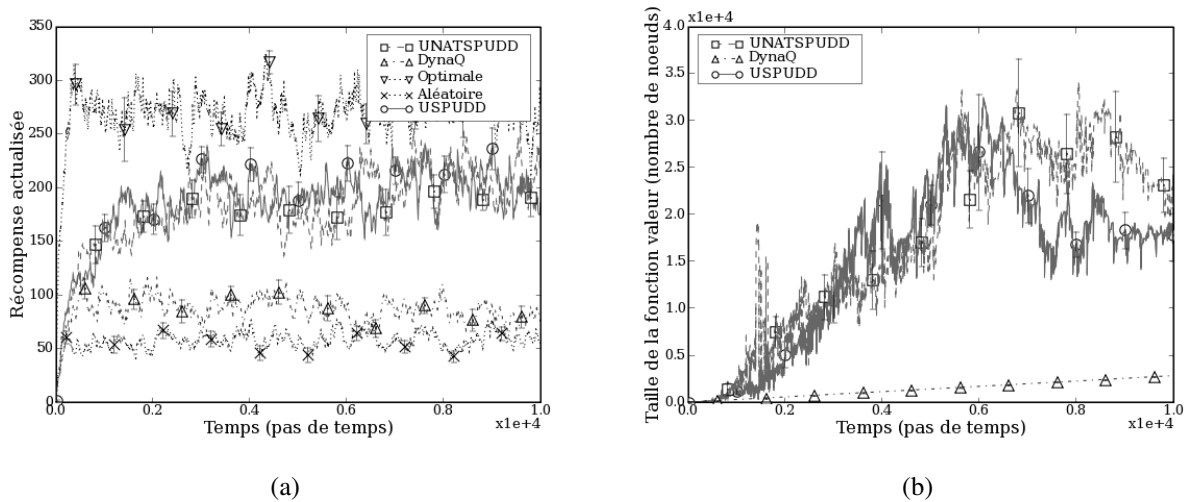 350
300
250
200
150
100
50
0
0.0
0.2
0.4
0.6
0.8
1.0
x1e+4
Récompense actualisée
Temps (pas de temps)
UNATSPUDD
DynaQ
Optimale
Aléatoire
USPUDD
(a)
x1e+4
4.0
3.5
3.0
2.5
2.0
1.5
1.0
0.5
0.0
0.0
0.2
0.4
0.6
0.8
1.0
x1e+4
Taille de la fonction valeur (nombre de noeuds)
Temps (pas de temps)
UNATSPUDD
DynaQ
USPUDD
(b)